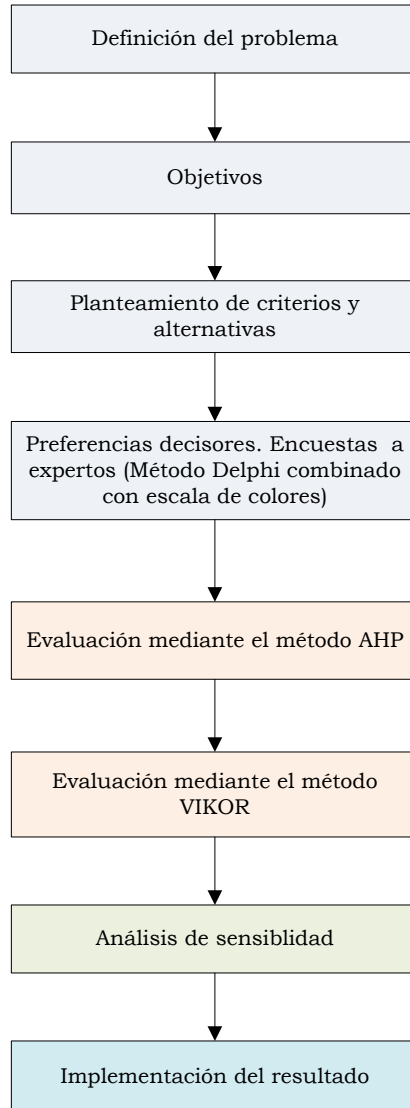 Definición del problema
Objetivos
Planteamiento de criterios y
alternativas
Preferencias decisores. Encuestas a
expertos (Método Delphi combinado
con escala de colores)
Evaluación mediante el método AHP
Evaluación mediante el método
VIKOR
Análisis de sensiblidad
Implementación del resultado